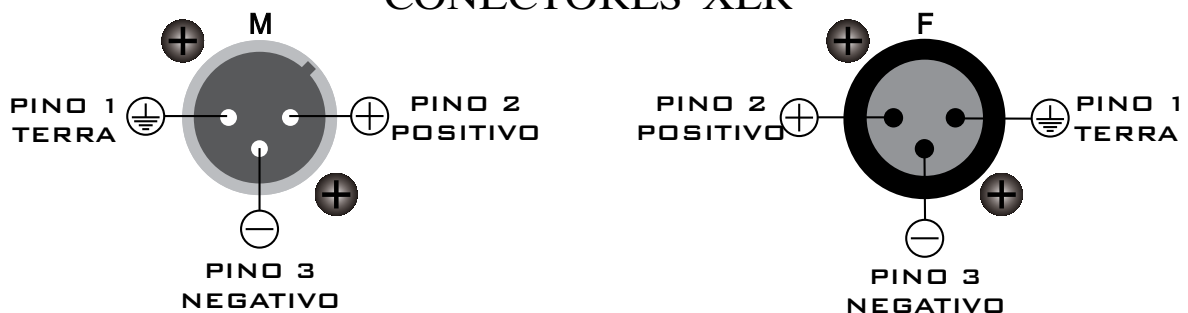 CONECTORES XLR
M
PINO 1
TERRA
PINO 2
POSITIVO
PINO 3
NEGATIVO
F
PINO 2
POSITIVO
PINO 1
TERRA
PINO 3
NEGATIVO